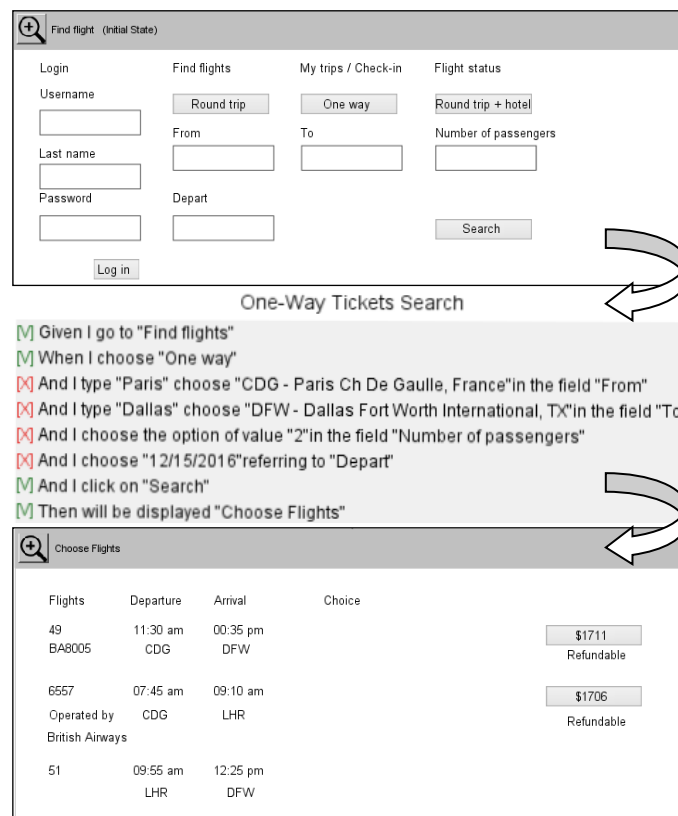 Find flight (Initial State)
Login Find flights My trips / Check-in Flight status
Username
Round trip One way Round trip + hotel
From To Number of passengers
Last name
Password Depart
Search
Log in
One-Way Tickets Search
[V] Given I go to "Find flights"
[V] When I choose "One way"
[X] And I type "Paris" choose "CDG - Paris Ch De Gaulle, France"in the field "From"
[X] And I type "Dallas" choose "DFW - Dallas Fort Worth International, TX"in the field "To
[X] And I choose the option of value "2"in the field "Number of passengers"
[X] And I choose "12/15/2016"referring to "Depart"
[V] And I click on "Search"
[V] Then will be displayed "Choose Flights"
Choose Flights
Flights Departure Arrival Choice
49 11:30 am 00:35 pm $1711
BA8005 CDG DFW Refundable
6557 07:45 am 09:10 am $1706
Operated by CDG LHR Refundable
British Airways
51 09:55 am 12:25 pm
LHR DFW